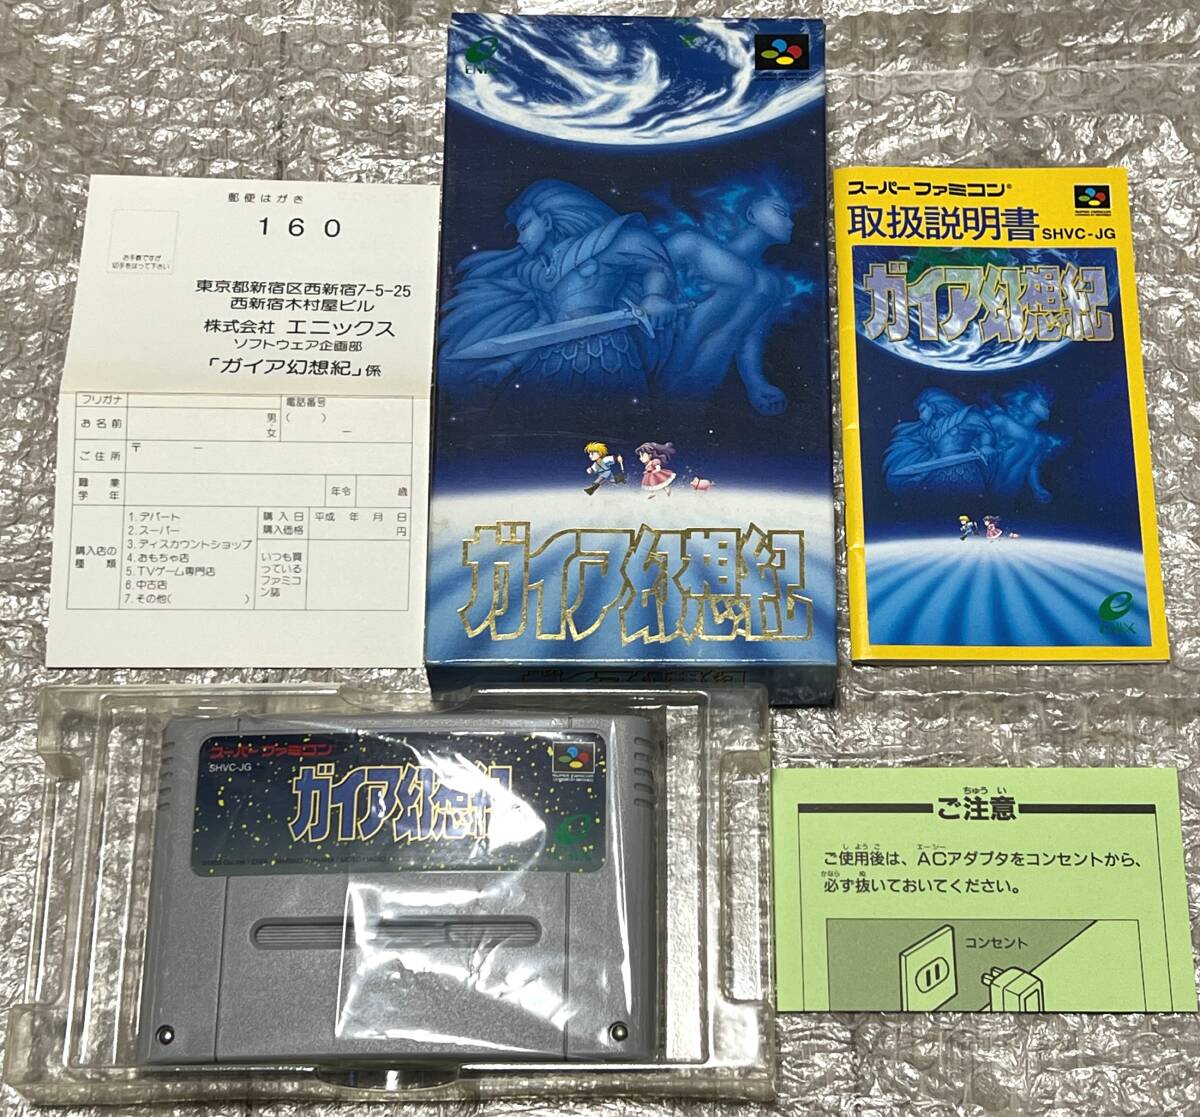 郵便はがき
160
お手数ですが
切手をはって下さい
東京都新宿区西新宿7-5-25
西新宿木村屋ビル
株式会社 エニックス
ソフトウェア企画部
「ガイア幻想紀」係
フリガナ
電話番号
お名前
男
女
( )
ー
ご住所
〒 ー
職業
学年
年令
歳
購入店の
種類
1.デパート
2.スーパー
3.ディスカウントショップ
4.おもちゃ店
5.TVゲーム専門店
6.中古店
7.その他( )
購入日
平成 年 月 日
購入価格
円
いつも買
っている
ファミコ
ン誌
ENIX
ガイア幻想紀
スーパーファミコン®
取扱説明書 SHVC-JG
ガイア幻想紀
ENIX
スーパーファミコン
SHVC-JG
ガイア幻想紀
SUPER FAMICOM
ENIX
ちゅうい
ご注意
しようご エーシー
ご使用後は、ACアダプタをコンセントから、
かなら ぬ
必ず抜いておいてください。
コンセント